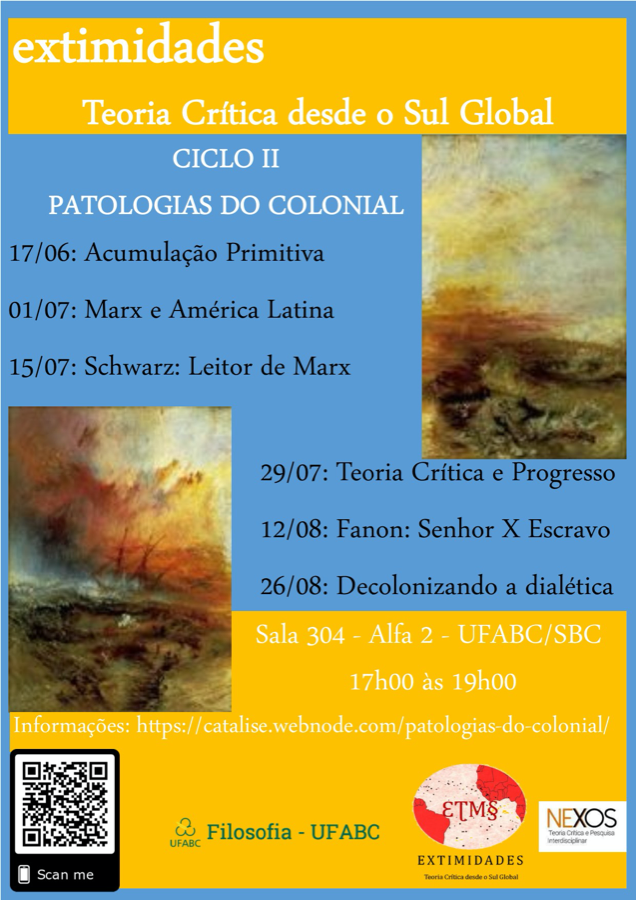 extimidades
Teoria Crítica desde o Sul Global
CICLO II
PATOLOGIAS DO COLONIAL
17/06: Acumulação Primitiva
01/07: Marx e América Latina
15/07: Schwarz: Leitor de Marx
29/07: Teoria Crítica e Progresso
12/08: Fanon: Senhor X Escravo
26/08: Decolonizando a dialética
Sala 304 - Alfa 2 - UFABC/SBC
17h00 às 19h00
Informações: https://catalise.webnode.com/patologias-do-colonial/
Scan me
UFABC
Filosofia - UFABC
ƐTM§
EXTIMIDADES
Teoria Crítica desde o Sul Global
NEXOS
Teoria Crítica e Pesquisa
Interdisciplinar